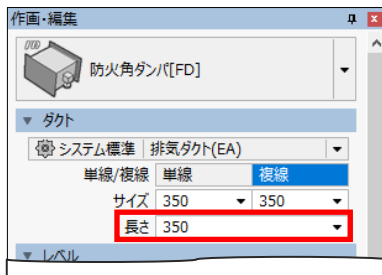 作画・編集
FD
防火角ダンパ[FD]
ダクト
システム標準 排気ダクト(EA)
単線/複線 単線 複線
サイズ 350 350
長さ 350
レベル